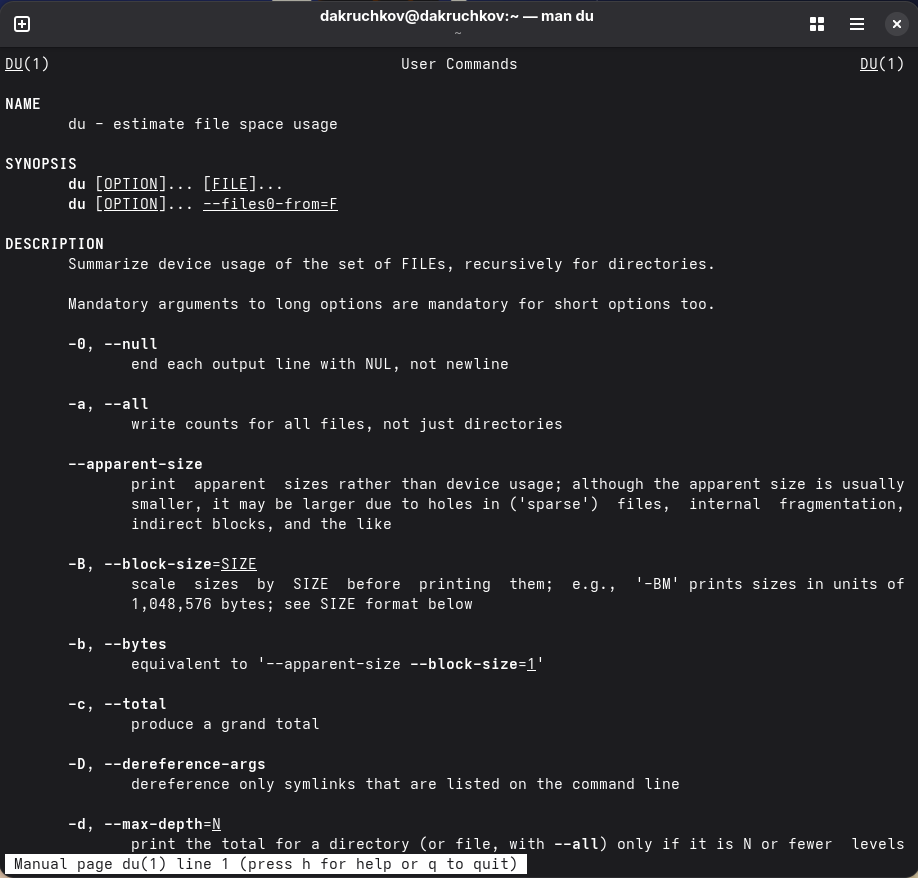 dakruchkov@dakruchkov:~ — man du
~
DU(1) User Commands DU(1)
NAME
du - estimate file space usage
SYNOPSIS
du [OPTION]... [FILE]...
du [OPTION]... --files0-from=F
DESCRIPTION
Summarize device usage of the set of FILEs, recursively for directories.
Mandatory arguments to long options are mandatory for short options too.
-0, --null
end each output line with NUL, not newline
-a, --all
write counts for all files, not just directories
--apparent-size
print apparent sizes rather than device usage; although the apparent size is usually
smaller, it may be larger due to holes in ('sparse') files, internal fragmentation,
indirect blocks, and the like
-B, --block-size=SIZE
scale sizes by SIZE before printing them; e.g., '-BM' prints sizes in units of
1,048,576 bytes; see SIZE format below
-b, --bytes
equivalent to '--apparent-size --block-size=1'
-c, --total
produce a grand total
-D, --dereference-args
dereference only symlinks that are listed on the command line
-d, --max-depth=N
print the total for a directory (or file, with --all) only if it is N or fewer levels
Manual page du(1) line 1 (press h for help or q to quit)